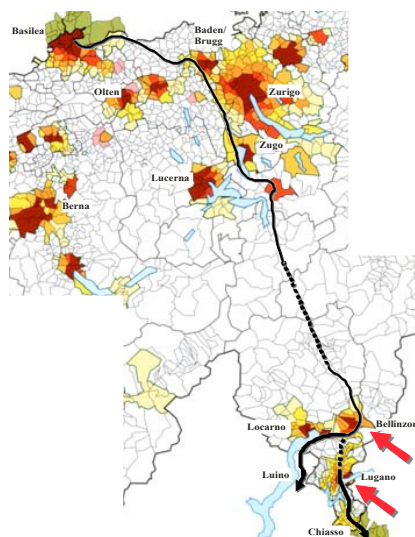 Basilea
Baden/
Brugg
Olten
Zurigo
Zugo
Lucerna
Berna
Locarno
Bellinzon
Luino
Lugano
Chiasso